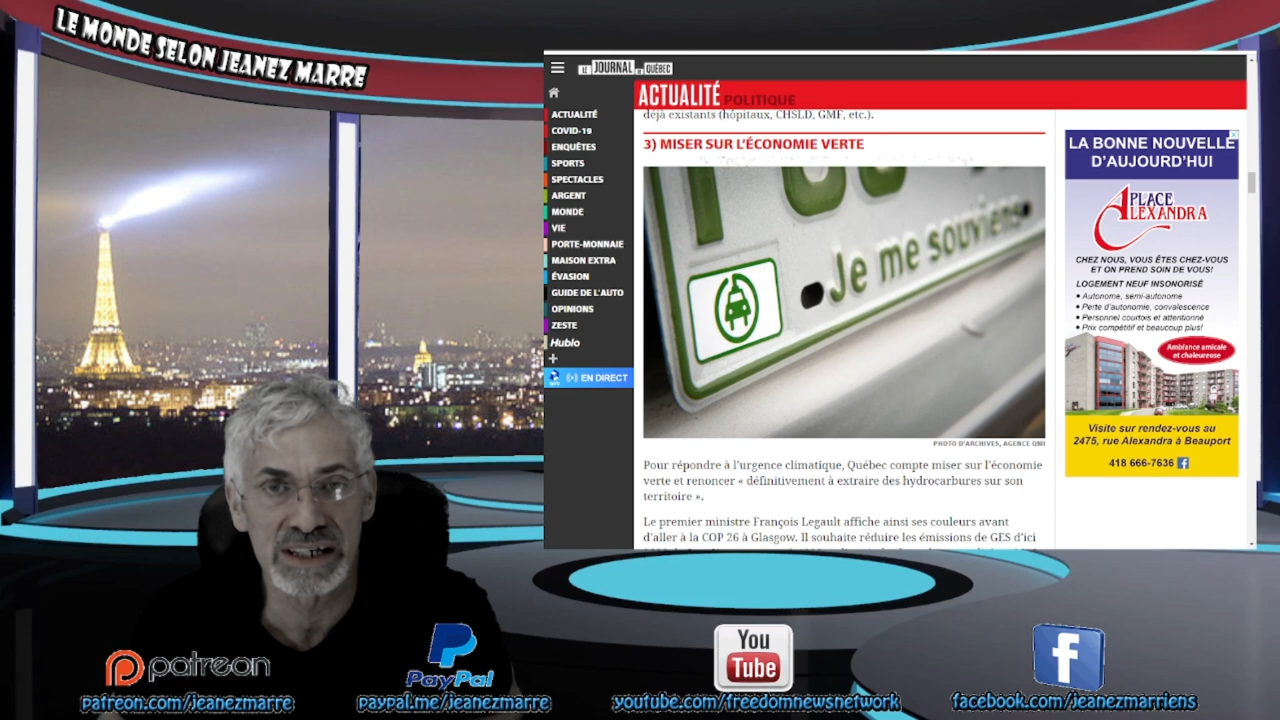 LE MONDE SELON JEANEZ MARRE
LE JOURNAL DE QUÉBEC
ACTUALITÉ POLITIQUE
ACTUALITÉ
COVID-19
ENQUÊTES
SPORTS
SPECTACLES
ARGENT
MONDE
VIE
PORTE-MONNAIE
MAISON EXTRA
ÉVASION
GUIDE DE L'AUTO
OPINIONS
ZESTE
Hublo
+
EN DIRECT
déjà existants (hôpitaux, CHSLD, GMF, etc.).
3) MISER SUR L'ÉCONOMIE VERTE
Je me souviens
PHOTO D'ARCHIVES, AGENCE QMI
Pour répondre à l'urgence climatique, Québec compte miser sur l'économie
verte et renoncer « définitivement à extraire des hydrocarbures sur son
territoire ».
Le premier ministre François Legault affiche ainsi ses couleurs avant
d'aller à la COP 26 à Glasgow. Il souhaite réduire les émissions de GES d'ici
LA BONNE NOUVELLE
D'AUJOURD'HUI
PLACE
ALEXANDRA
CHEZ NOUS, VOUS ÊTES CHEZ-VOUS
ET ON PREND SOIN DE VOUS!
LOGEMENT NEUF INSONORISÉ
• Autonome, semi-autonome
• Perte d'autonomie, convalescence
• Personnel courtois et attentionné
• Prix compétitif et beaucoup plus!
Ambiance amicale
et chaleureuse
Visite sur rendez-vous au
2475, rue Alexandra à Beauport
418 666-7636
patreon
patreon.com/jeanezmarre
PayPal
paypal.me/jeanezmarre
You
Tube
youtube.com/freedomnewsnetwork
f
facebook.com/jeanezmarriens